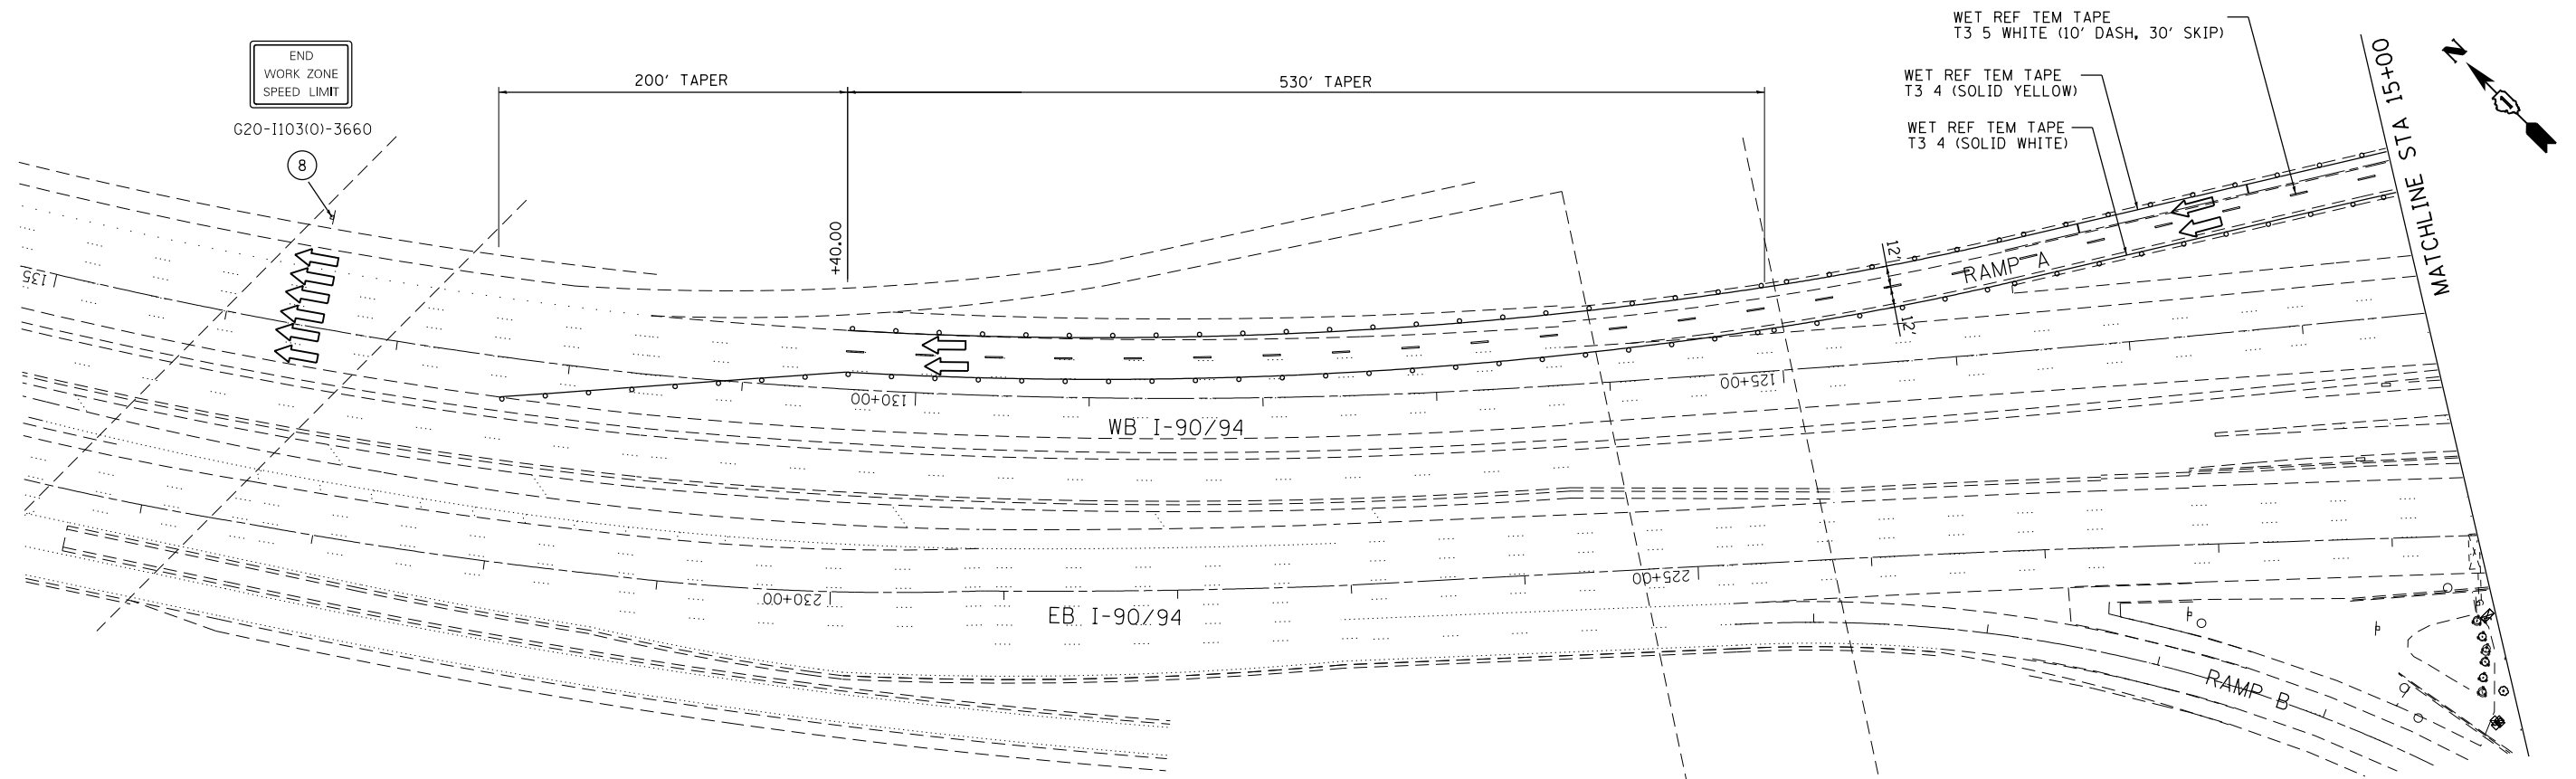 END
WORK ZONE
SPEED LIMIT
G20-I103(O)-3660
8
200' TAPER
530' TAPER
+40.00
WET REF TEM TAPE
T3 5 WHITE (10' DASH, 30' SKIP)
WET REF TEM TAPE
T3 4 (SOLID YELLOW)
WET REF TEM TAPE
T3 4 (SOLID WHITE)
MATCHLINE STA 15+00
N
12'
12'
RAMP A
135
130+00
125+00
WB I-90/94
230+00
225+00
EB I-90/94
RAMP B